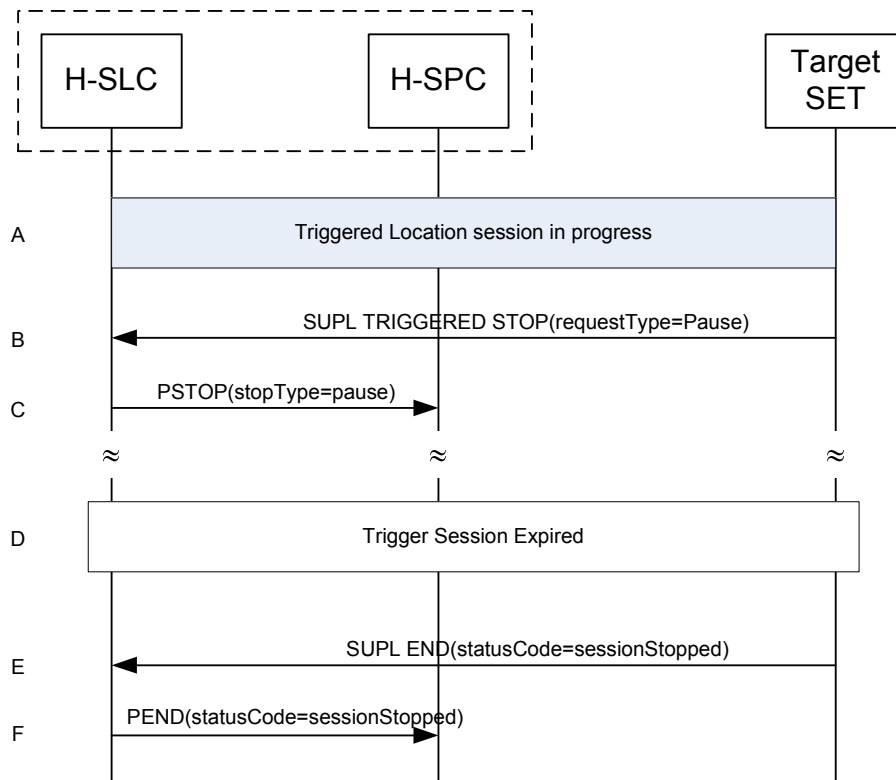 H-SLC
H-SPC
Target
SET
A
Triggered Location session in progress
B
SUPL TRIGGERED STOP(requestType=Pause)
C
PSTOP(stopType=pause)
≈ ≈ ≈
D
Trigger Session Expired
E
SUPL END(statusCode=sessionStopped)
F
PEND(statusCode=sessionStopped)